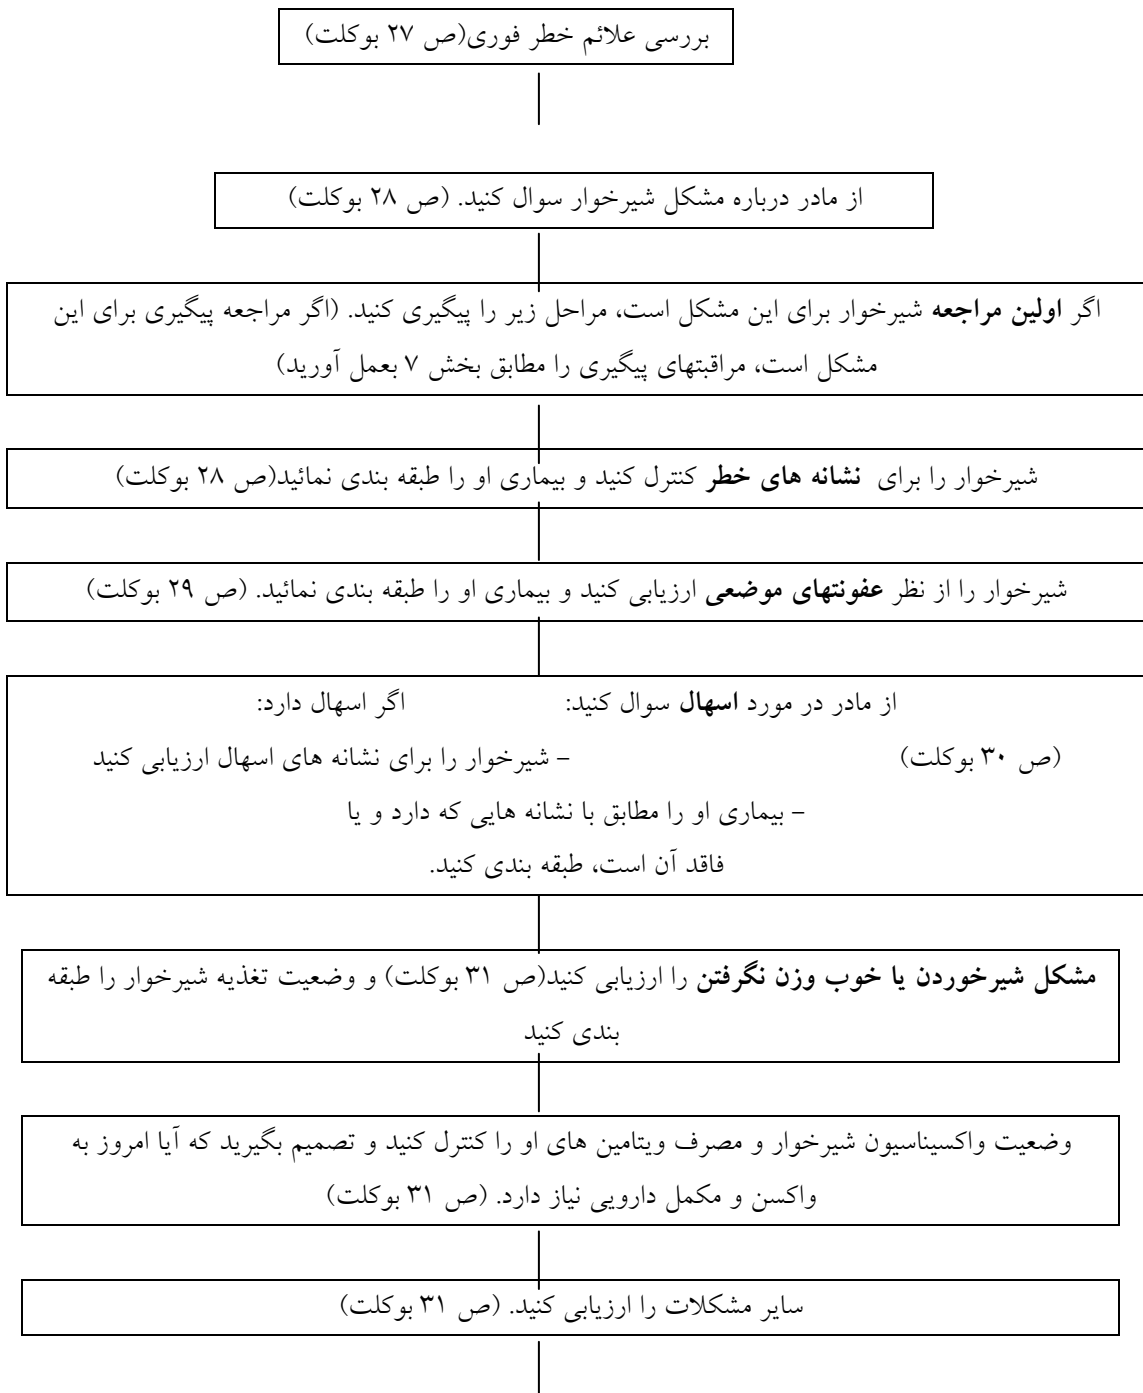 بررسی علائم خطر فوری(ص ۲۷ بوکلت)
از مادر درباره مشکل شیرخوار سوال کنید. (ص ۲۸ بوکلت)
اگر اولین مراجعه شیرخوار برای این مشکل است، مراحل زیر را پیگیری کنید. (اگر مراجعه پیگیری برای این
مشکل است، مراقبتهای پیگیری را مطابق بخش ۷ بعمل آورید)
شیرخوار را برای نشانه های خطر کنترل کنید و بیماری او را طبقه بندی نمائید(ص ۲۸ بوکلت)
شیرخوار را از نظر عفونتهای موضعی ارزیابی کنید و بیماری او را طبقه بندی نمائید. (ص ۲۹ بوکلت)
از مادر در مورد اسهال سوال کنید: اگر اسهال دارد:
(ص ۳۰ بوکلت) – شیرخوار را برای نشانه های اسهال ارزیابی کنید
– بیماری او را مطابق با نشانه هایی که دارد و یا
فاقد آن است، طبقه بندی کنید.
مشکل شیرخوردن یا خوب وزن نگرفتن را ارزیابی کنید(ص ۳۱ بوکلت) و وضعیت تغذیه شیرخوار را طبقه
بندی کنید
وضعیت واکسیناسیون شیرخوار و مصرف ویتامین های او را کنترل کنید و تصمیم بگیرید که آیا امروز به
واکسن و مکمل دارویی نیاز دارد. (ص ۳۱ بوکلت)
سایر مشکلات را ارزیابی کنید. (ص ۳۱ بوکلت)